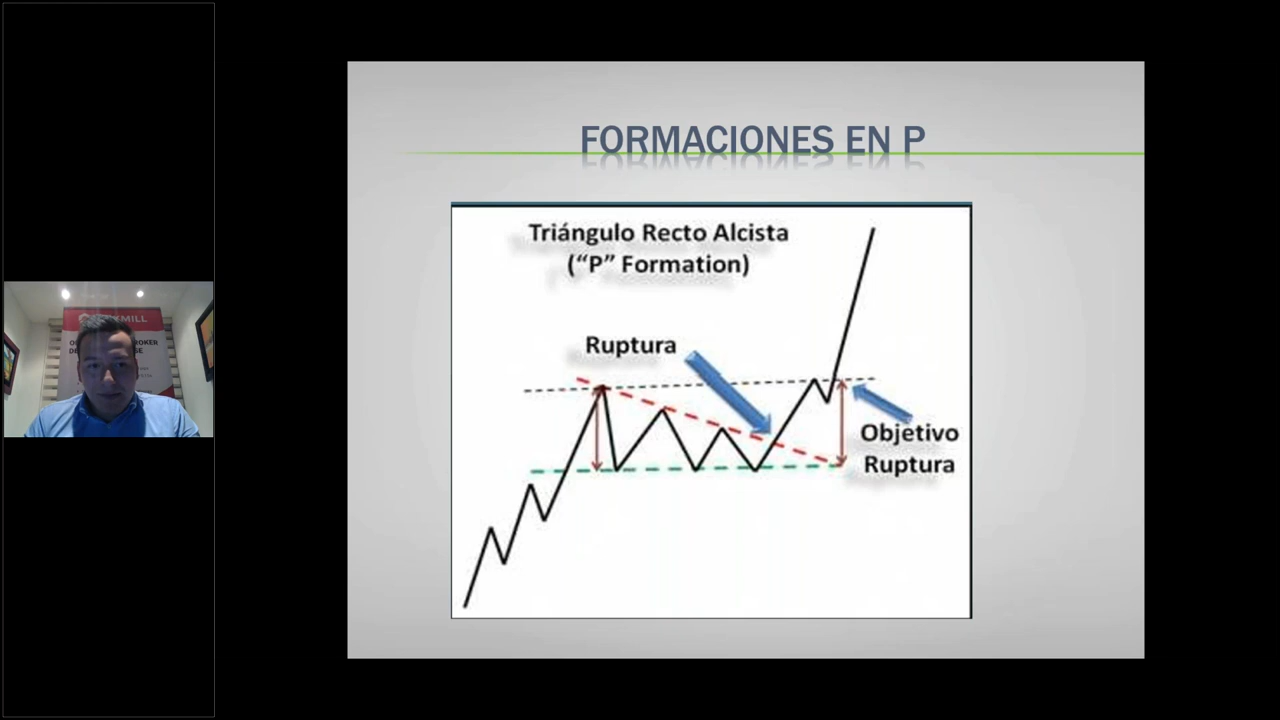 FORMACIONES EN P
Triángulo Recto Alcista
(“P” Formation)
Ruptura
Objetivo
Ruptura